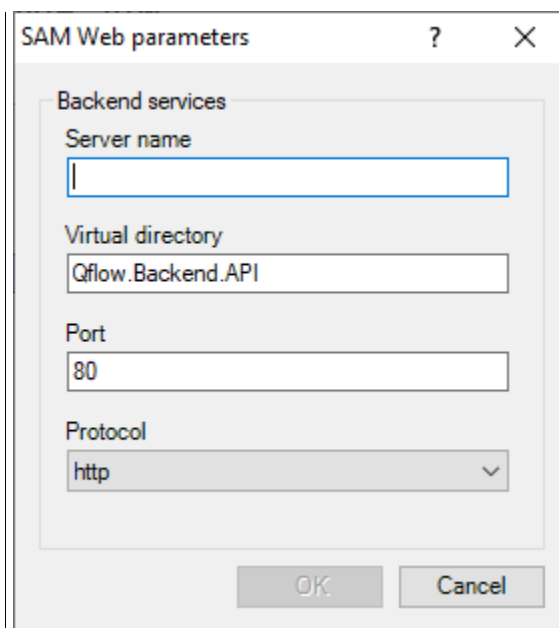 SAM Web parameters ?
Backend services
Server name
Virtual directory
Qflow.Backend.API
Port
80
Protocol
http
OK Cancel